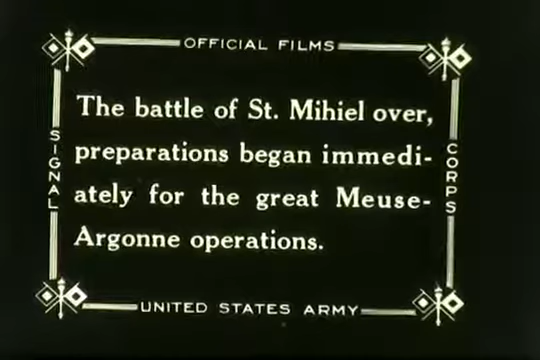 OFFICIAL FILMS
The battle of St. Mihiel over,
preparations began immedi-
ately for the great Meuse-
Argonne operations.
SIGNAL
CORPS
UNITED STATES ARMY